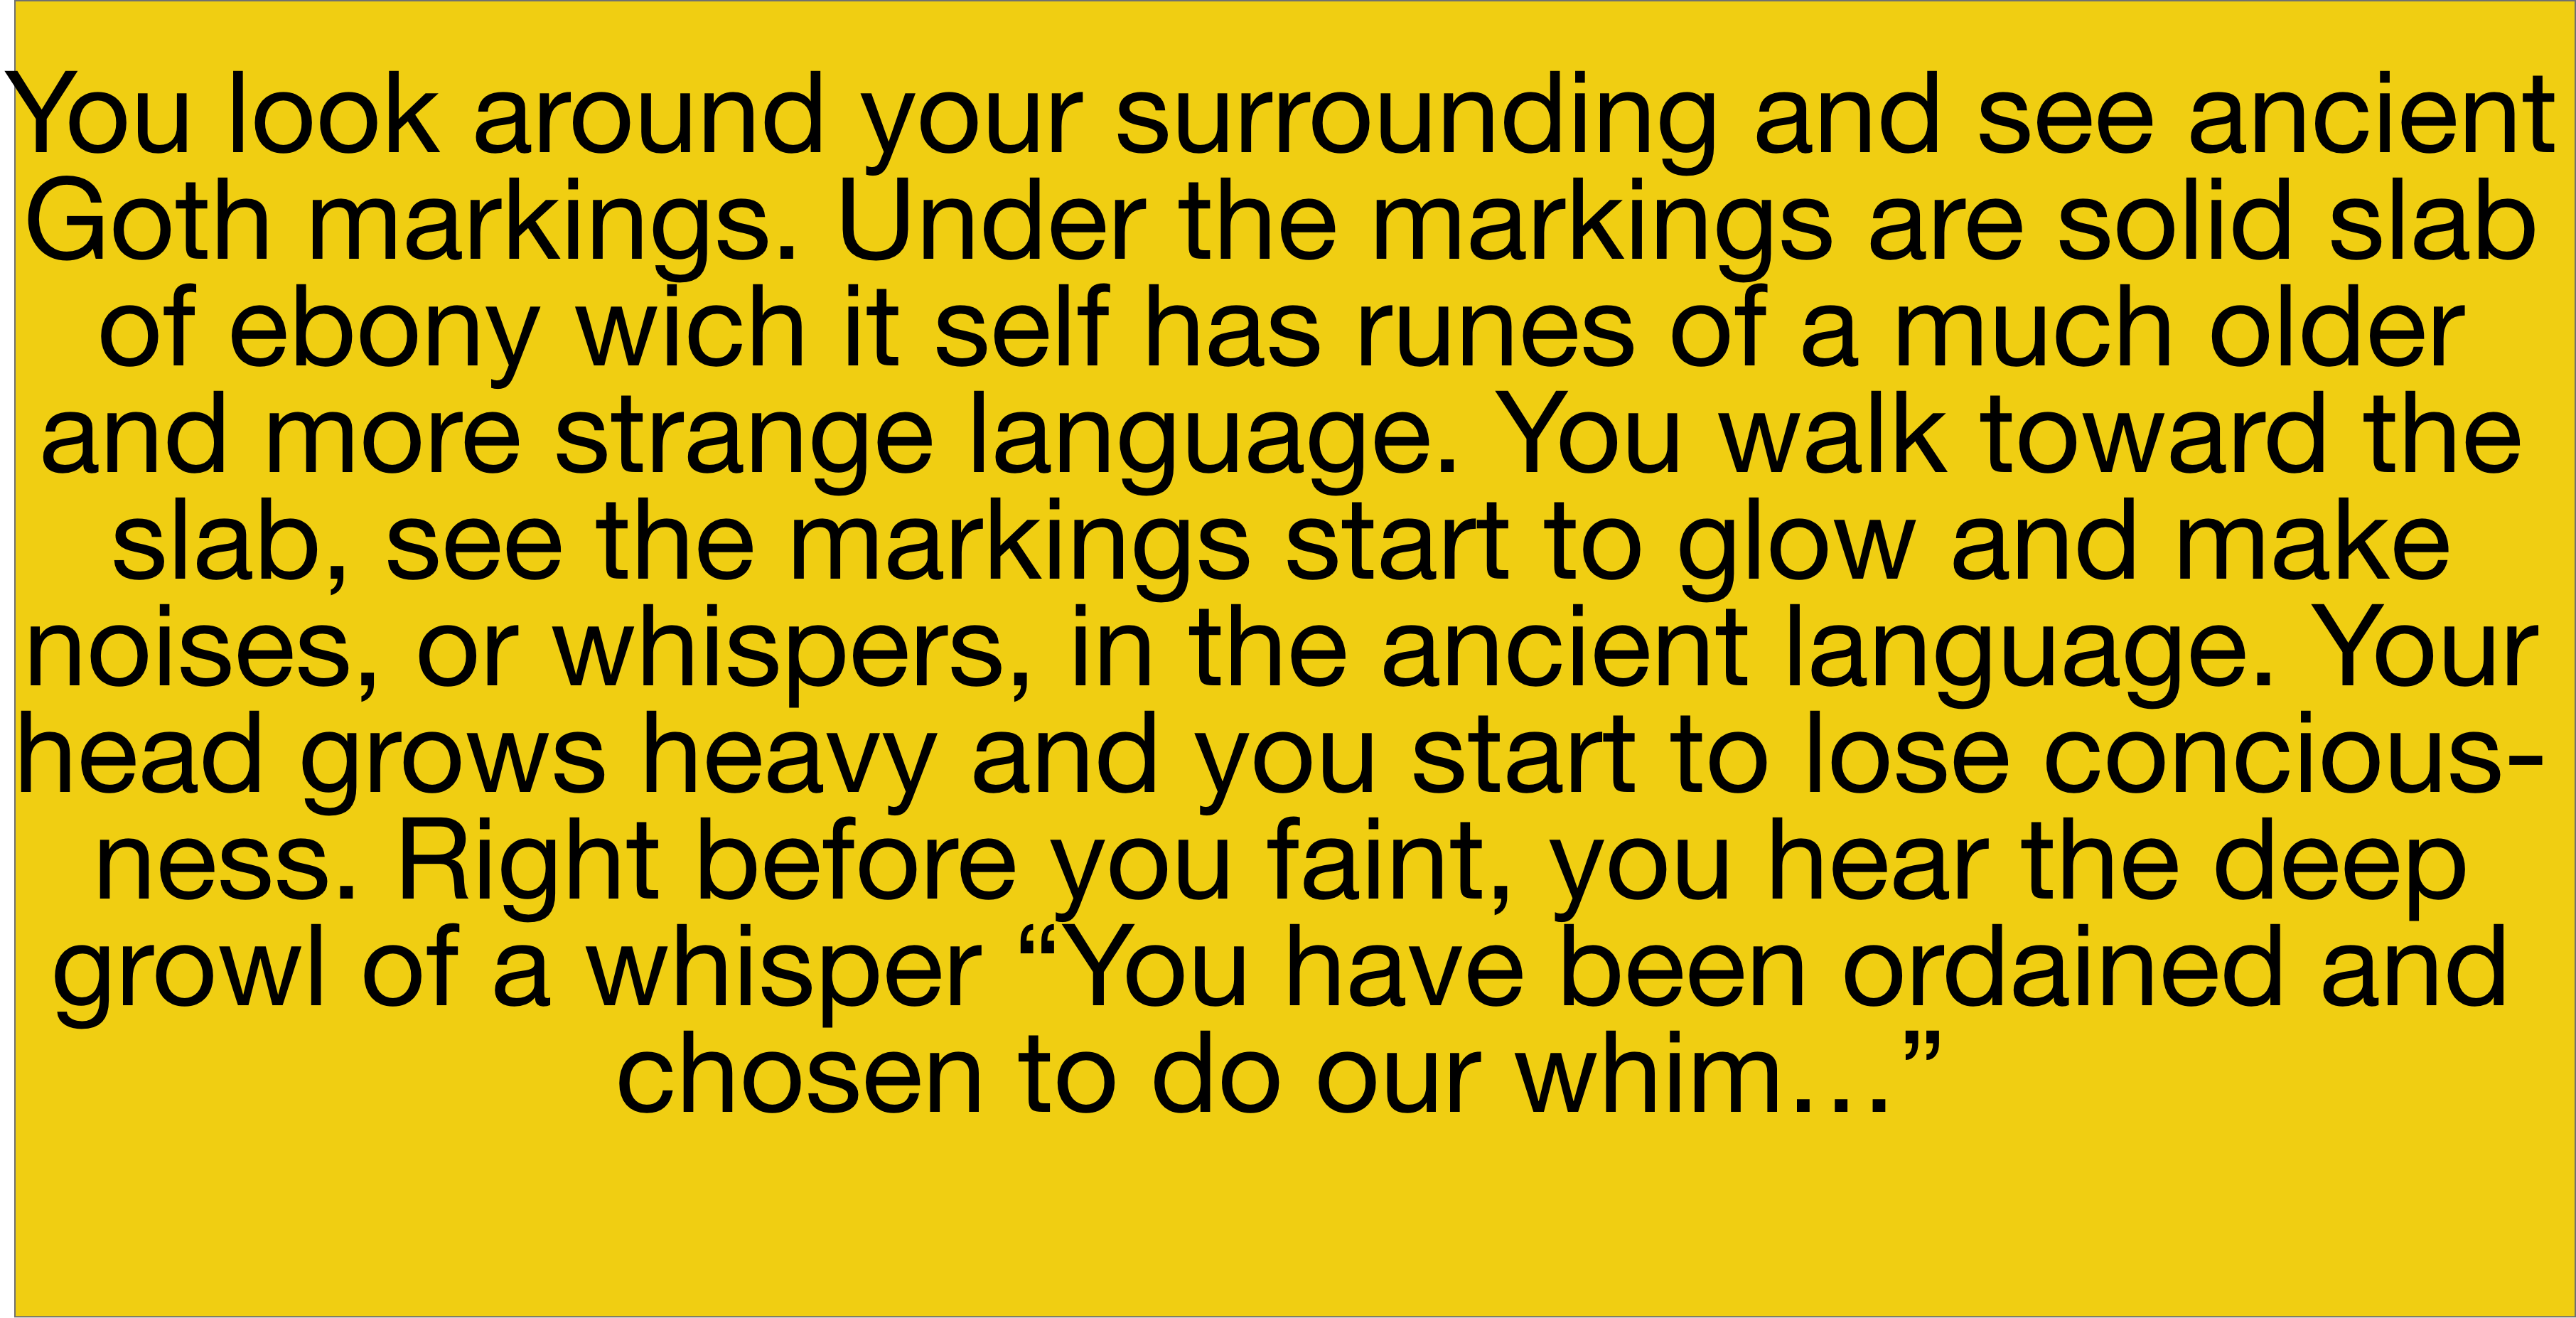 You look around your surrounding and see ancient
Goth markings. Under the markings are solid slab
of ebony wich it self has runes of a much older
and more strange language. You walk toward the
slab, see the markings start to glow and make
noises, or whispers, in the ancient language. Your
head grows heavy and you start to lose concious-
ness. Right before you faint, you hear the deep
growl of a whisper “You have been ordained and
chosen to do our whim…”